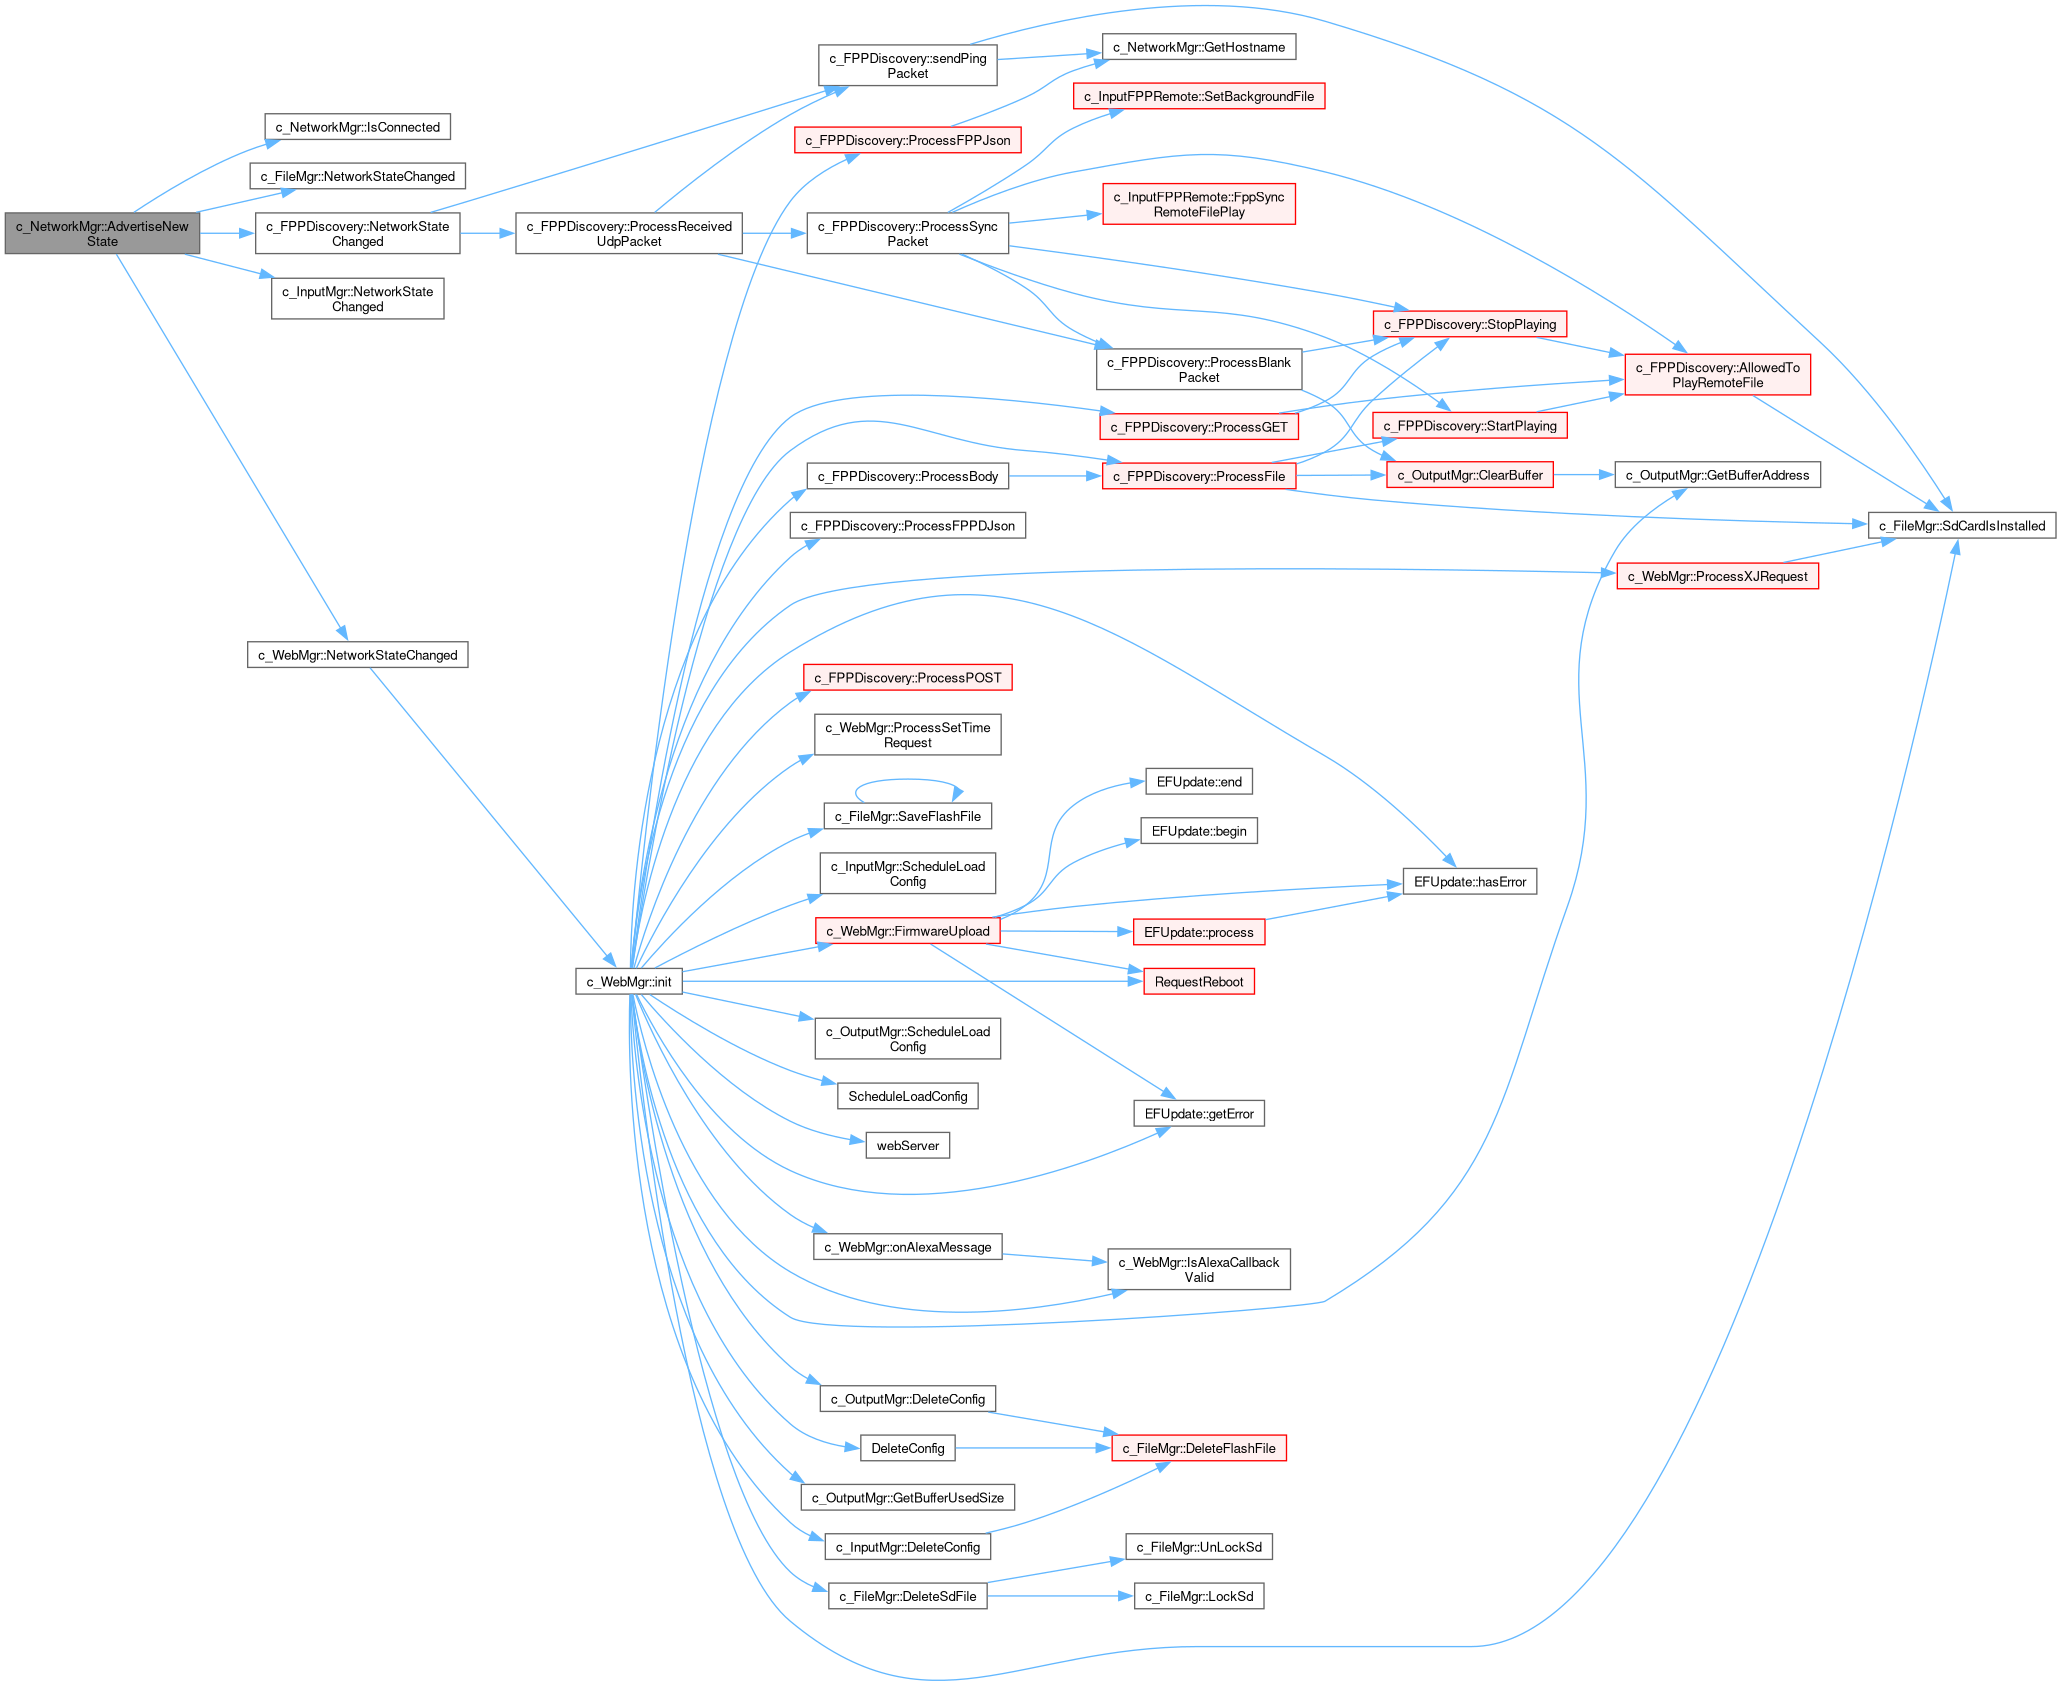 c_NetworkMgr::AdvertiseNew
State
c_NetworkMgr::IsConnected
c_FileMgr::NetworkStateChanged
c_FPPDiscovery::NetworkState
Changed
c_InputMgr::NetworkState
Changed
c_WebMgr::NetworkStateChanged
c_FPPDiscovery::ProcessReceived
UdpPacket
c_WebMgr::init
c_FPPDiscovery::sendPing
Packet
c_FPPDiscovery::ProcessFPPJson
c_FPPDiscovery::ProcessSync
Packet
c_FPPDiscovery::ProcessBody
c_FPPDiscovery::ProcessFPPDJson
c_FPPDiscovery::ProcessPOST
c_WebMgr::ProcessSetTime
Request
c_FileMgr::SaveFlashFile
c_InputMgr::ScheduleLoad
Config
c_WebMgr::FirmwareUpload
c_OutputMgr::ScheduleLoad
Config
ScheduleLoadConfig
webServer
c_WebMgr::onAlexaMessage
c_OutputMgr::DeleteConfig
DeleteConfig
c_OutputMgr::GetBufferUsedSize
c_InputMgr::DeleteConfig
c_FileMgr::DeleteSdFile
c_NetworkMgr::GetHostname
c_InputFPPRemote::SetBackgroundFile
c_InputFPPRemote::FppSync
RemoteFilePlay
c_FPPDiscovery::ProcessBlank
Packet
c_FPPDiscovery::ProcessGET
c_FPPDiscovery::ProcessFile
EFUpdate::end
EFUpdate::begin
EFUpdate::process
RequestReboot
EFUpdate::getError
c_WebMgr::IsAlexaCallback
Valid
c_FileMgr::DeleteFlashFile
c_FileMgr::UnLockSd
c_FileMgr::LockSd
c_FPPDiscovery::StopPlaying
c_FPPDiscovery::StartPlaying
c_OutputMgr::ClearBuffer
EFUpdate::hasError
c_FPPDiscovery::AllowedTo
PlayRemoteFile
c_OutputMgr::GetBufferAddress
c_WebMgr::ProcessXJRequest
c_FileMgr::SdCardIsInstalled